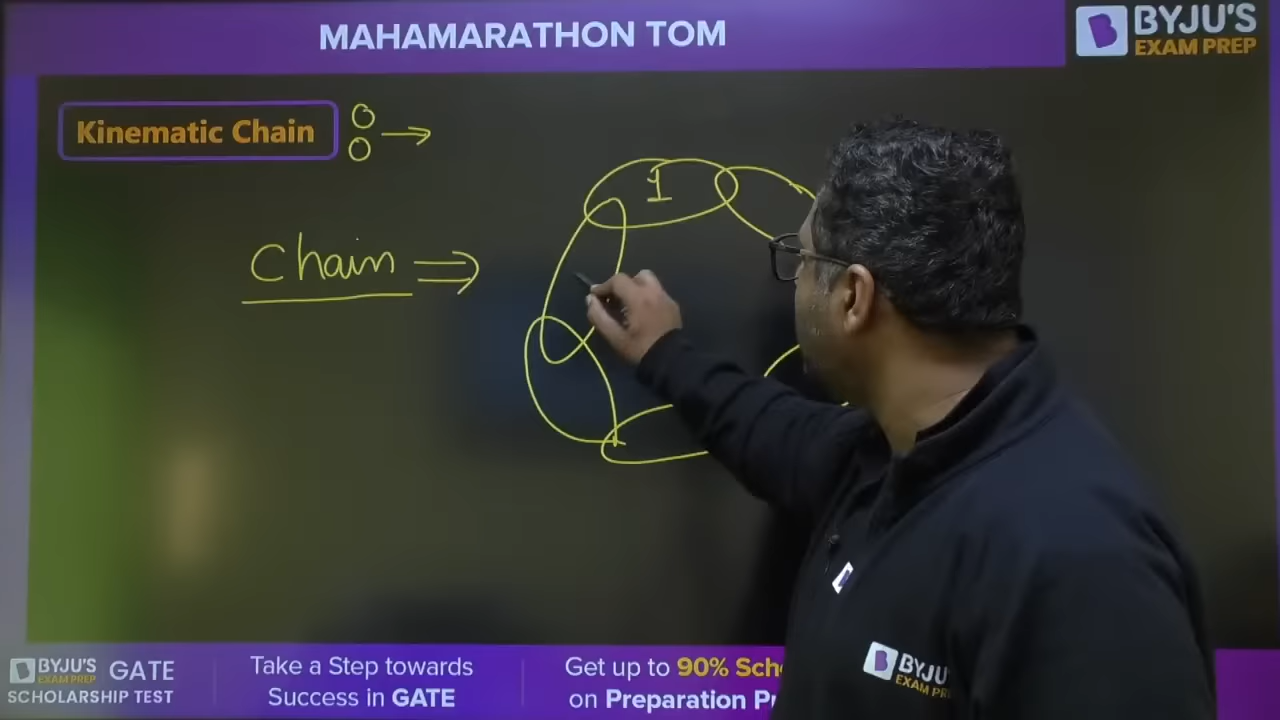 MAHAMARATHON TOM
BYJU'S
EXAM PREP
Kinematic Chain
Chain ⇒
1
BYJU'S
EXAM PREP
GATE
SCHOLARSHIP TEST
Take a Step towards
Success in GATE
Get up to 90% Sch
on Preparation P
BYJU'
EXAM PRE